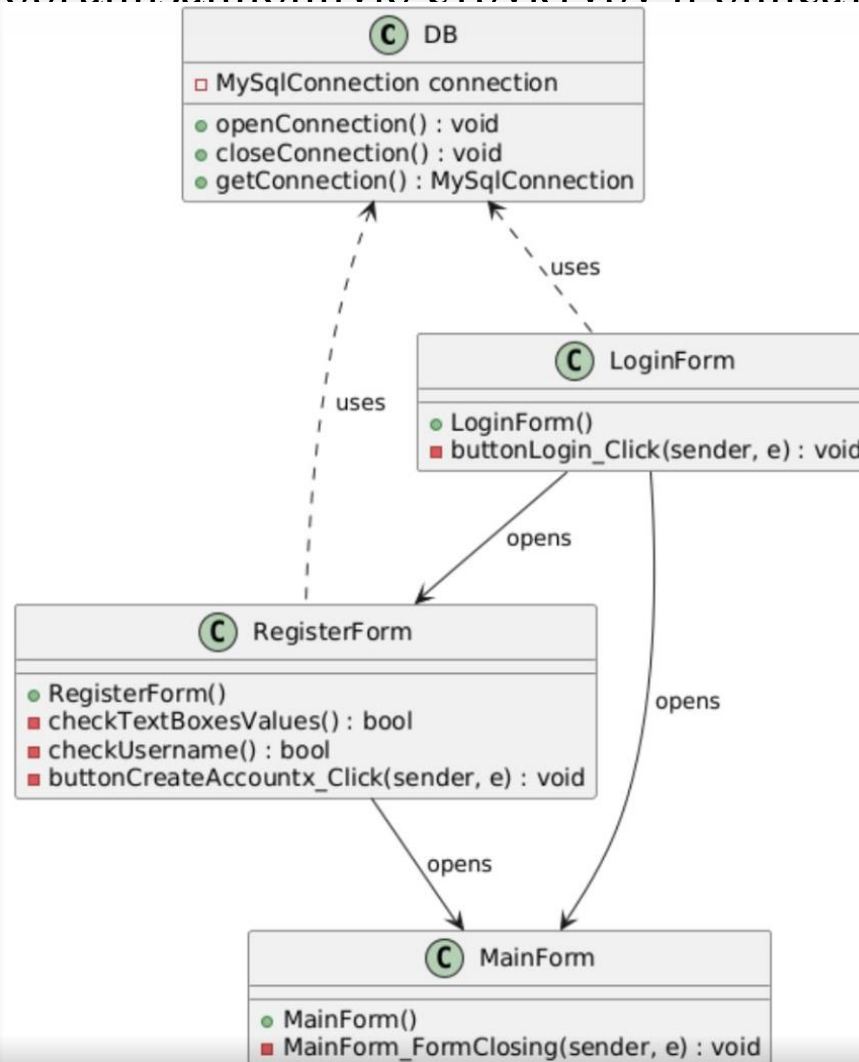 C DB
MySqlConnection connection
openConnection() : void
closeConnection() : void
getConnection() : MySqlConnection
uses
C LoginForm
uses
LoginForm()
buttonLogin_Click(sender, e) : void
opens
C RegisterForm
RegisterForm()
opens
checkTextBoxesValues() : bool
checkUsername() : bool
buttonCreateAccountx_Click(sender, e) : void
opens
C MainForm
MainForm()
MainForm_FormClosing(sender, e) : void